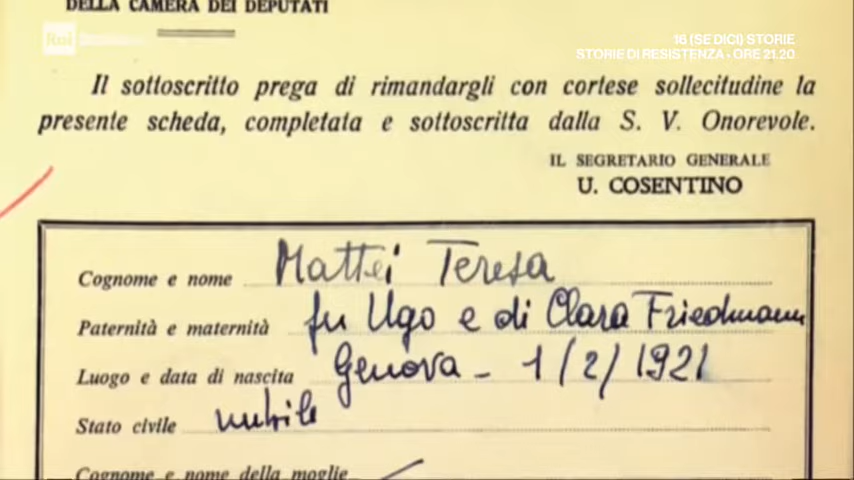 DELLA CAMERA DEI DEPUTATI
Rai
16 (SEDICI) STORIE
STORIE DI RESISTENZA - ORE 21.20
Il sottoscritto prega di rimandargli con cortese sollecitudine la
presente scheda, completata e sottoscritta dalla S. V. Onorevole.
IL SEGRETARIO GENERALE
U. COSENTINO
Cognome e nome Mattei Teresa
Paternità e maternità fu Ugo e di Clara Friedmann
Luogo e data di nascita Genova - 1/2/1921
Stato civile nubile
Cognome e nome della moglie